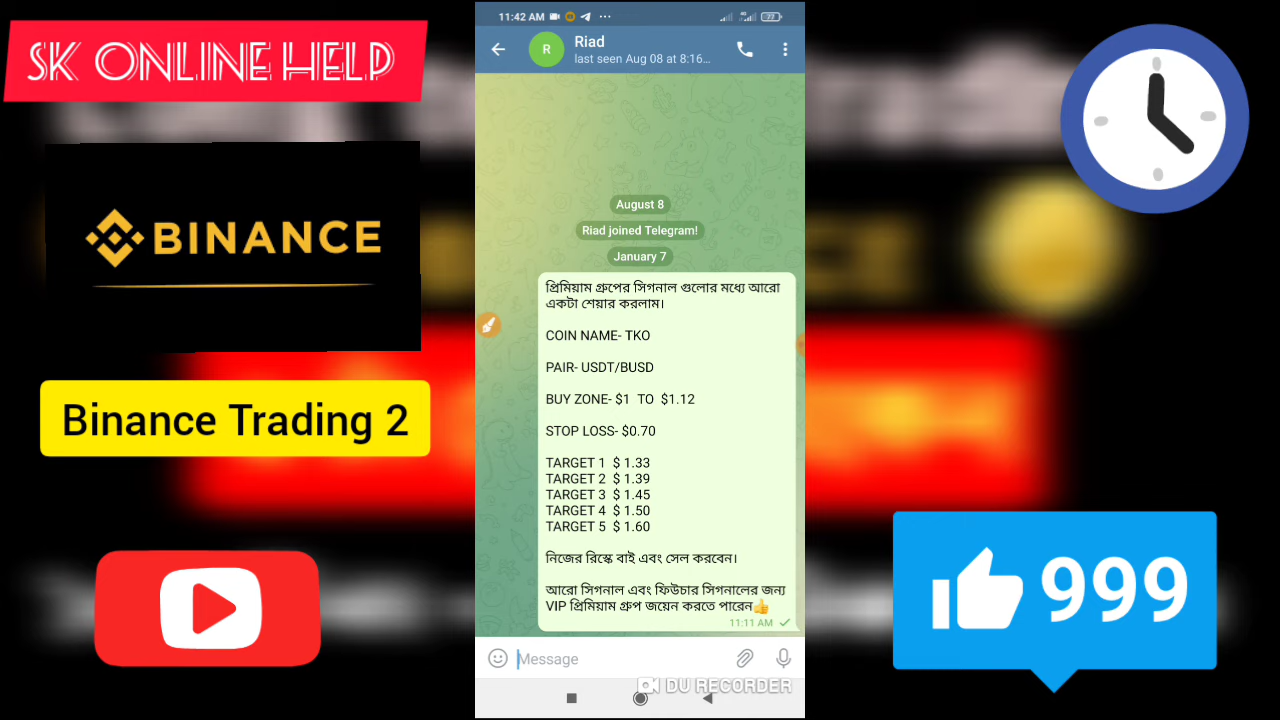 SK ONLINE HELP
BINANCE
Binance Trading 2
11:42 AM
77
R
Riad
last seen Aug 08 at 8:16...
August 8
Riad joined Telegram!
January 7
প্রিমিয়াম গ্রুপের সিগনাল গুলোর মধ্যে আরো
একটা শেয়ার করলাম।
COIN NAME- TKO
PAIR- USDT/BUSD
BUY ZONE- $1 TO $1.12
STOP LOSS- $0.70
TARGET 1 $ 1.33
TARGET 2 $ 1.39
TARGET 3 $ 1.45
TARGET 4 $ 1.50
TARGET 5 $ 1.60
নিজের রিস্কে বাই এবং সেল করবেন।
আরো সিগনাল এবং ফিউচার সিগনালের জন্য
VIP প্রিমিয়াম গ্রুপ জয়েন করতে পারেন👍
11:11 AM
Message
DU RECORDER
999